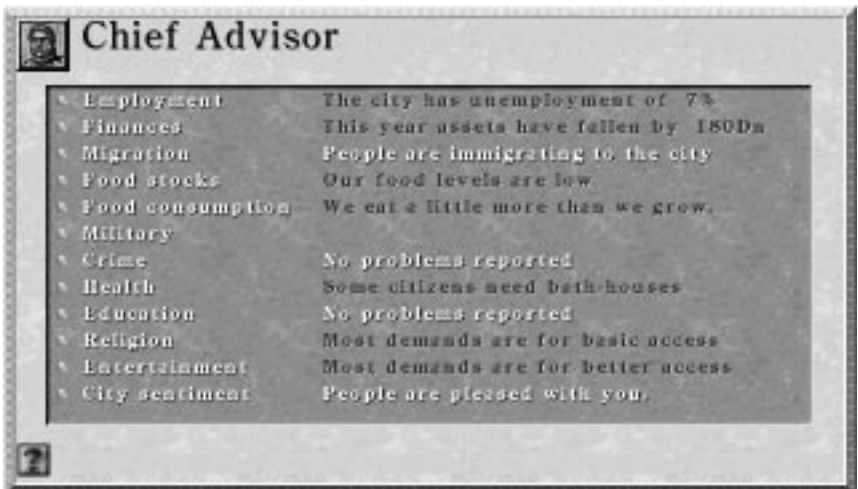 Chief Advisor
Employment The city has unemployment of 7%
Finances This year assets have fallen by 180Dn
Migration People are immigrating to the city
Food stocks Our food levels are low
Food consumption We eat a little more than we grow.
Military
Crime No problems reported
Health Some citizens need bath-houses
Education No problems reported
Religion Most demands are for basic access
Entertainment Most demands are for better access
City sentiment People are pleased with you.
?